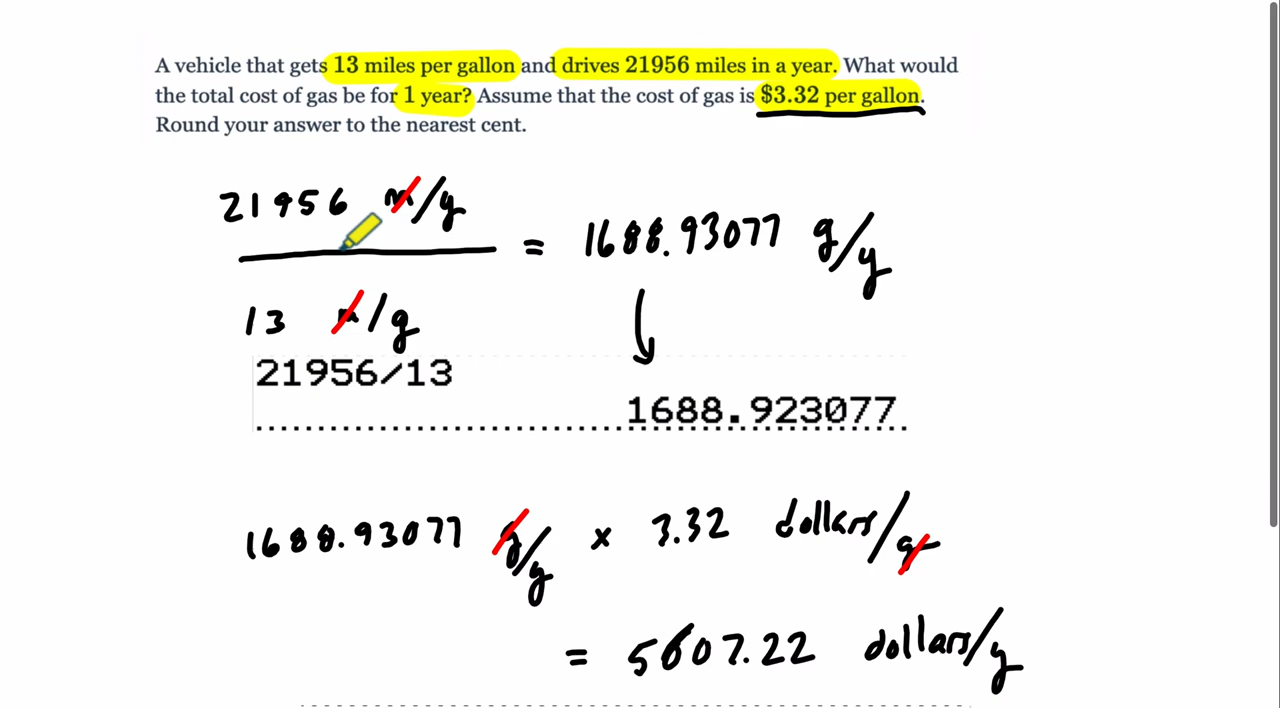 A vehicle that gets 13 miles per gallon and drives 21956 miles in a year. What would
the total cost of gas be for 1 year? Assume that the cost of gas is $3.32 per gallon.
Round your answer to the nearest cent.
21956 m/y
= 1688.93077 g/y
13 m/g
21956/13
1688.923077
1688.93077 g/y × 3.32 dollars/g
= 5607.22 dollars/y